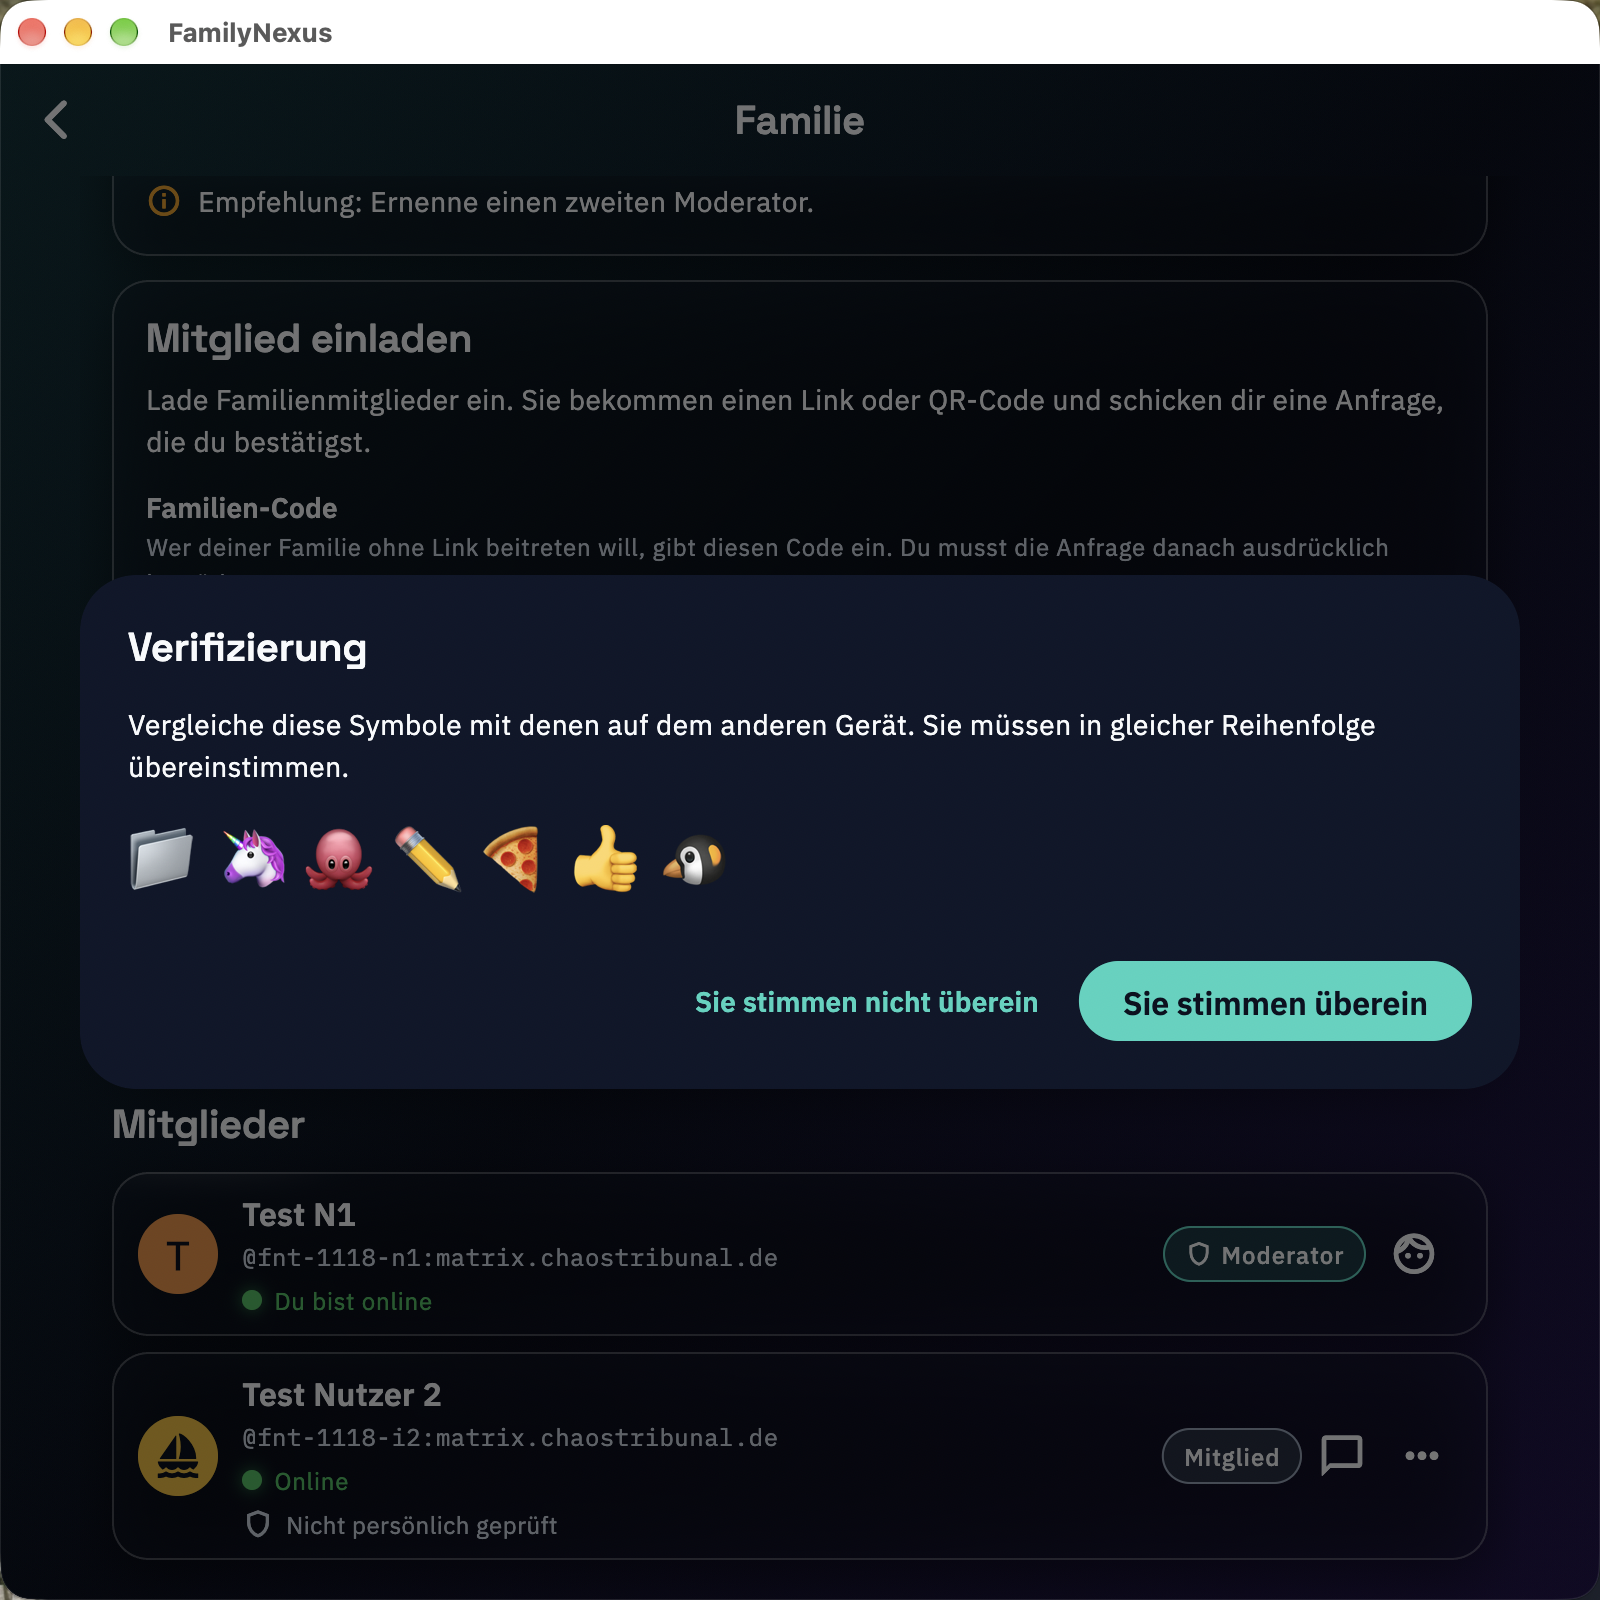 FamilyNexus
Familie
Empfehlung: Ernenne einen zweiten Moderator.
Mitglied einladen
Lade Familienmitglieder ein. Sie bekommen einen Link oder QR-Code und schicken dir eine Anfrage,
die du bestätigst.
Familien-Code
Wer deiner Familie ohne Link beitreten will, gibt diesen Code ein. Du musst die Anfrage danach ausdrücklich
Verifizierung
Vergleiche diese Symbole mit denen auf dem anderen Gerät. Sie müssen in gleicher Reihenfolge
übereinstimmen.
Sie stimmen nicht überein
Sie stimmen überein
Mitglieder
T
Test N1
@fnt-1118-n1:matrix.chaostribunal.de
Du bist online
Moderator
Test Nutzer 2
@fnt-1118-i2:matrix.chaostribunal.de
Online
Nicht persönlich geprüft
Mitglied